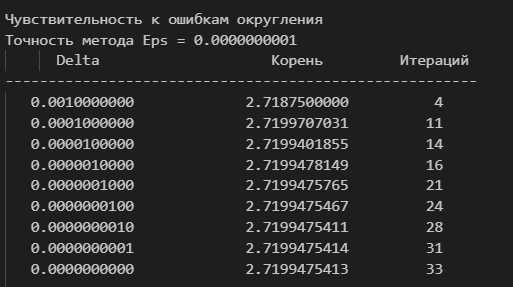 Чувствительность к ошибкам округления
Точность метода Eps = 0.0000000001
Delta Корень Итераций
-------------------------------------------------------
0.0010000000 2.7187500000 4
0.0001000000 2.7199707031 11
0.0000100000 2.7199401855 14
0.0000010000 2.7199478149 16
0.0000001000 2.7199475765 21
0.0000000100 2.7199475467 24
0.0000000010 2.7199475411 28
0.0000000001 2.7199475414 31
0.0000000000 2.7199475413 33